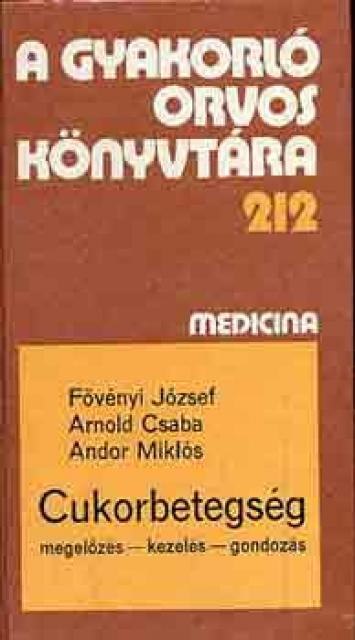 A GYAKORLÓ
ORVOS
KÖNYVTÁRA
212
MEDICINA
Fövényi József
Arnold Csaba
Andor Miklós
Cukorbetegség
megelőzés – kezelés – gondozás